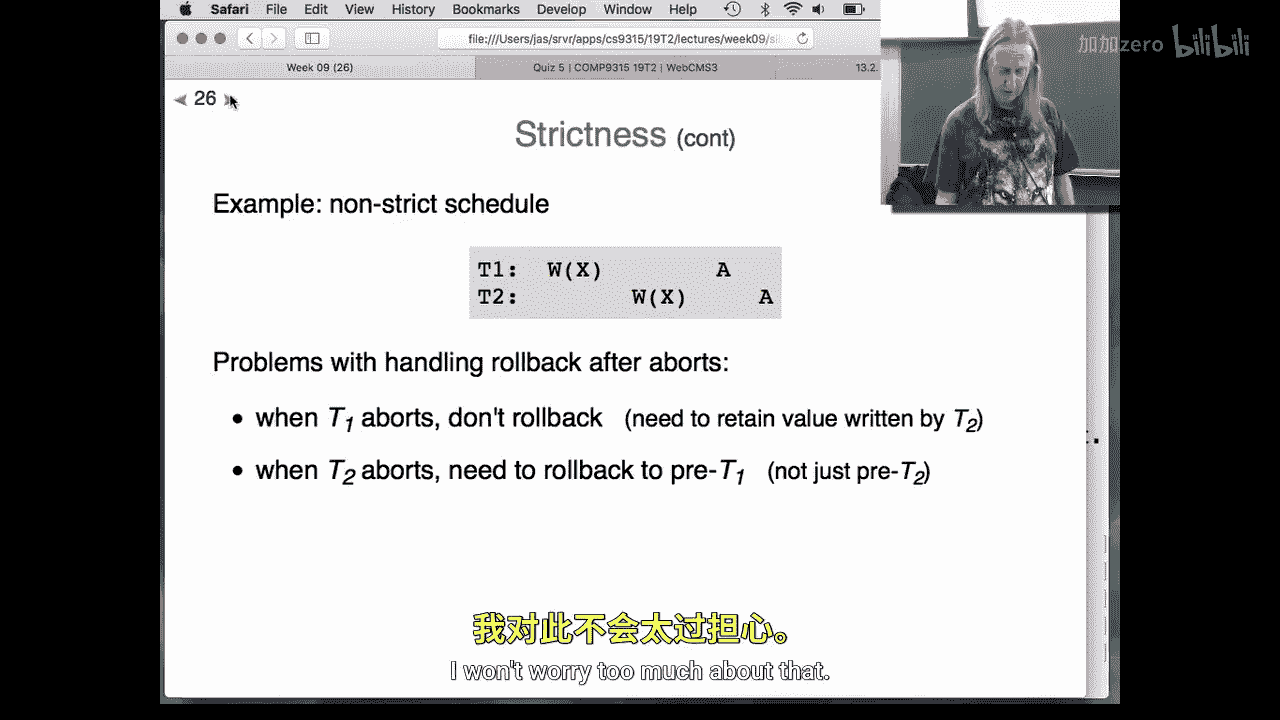 Safari File Edit View History Bookmarks Develop Window Help
file:///Users/jas/srvr/apps/cs9315/19T2/lectures/week09/
Week 09 (26)
Quiz 5 | COMP9315 19T2 | WebCMS3
13.2.
加加zero bilibili
26
Strictness (cont)
Example: non-strict schedule
T1: W(X) A
T2: W(X) A
Problems with handling rollback after aborts:
• when T1 aborts, don't rollback (need to retain value written by T2)
• when T2 aborts, need to rollback to pre-T1 (not just pre-T2)
我对此不会太过担心。
I won't worry too much about that.